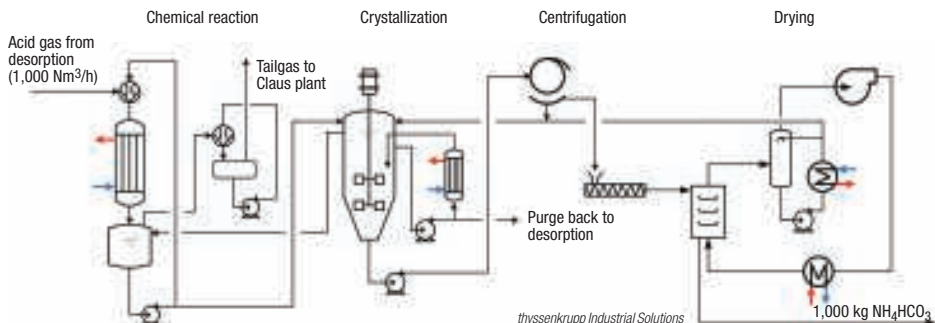 Chemical reaction
Crystallization
Centrifugation
Drying
Acid gas from
desorption
(1,000 Nm³/h)
Tailgas to
Claus plant
Purge back to
desorption
thyssenkrupp Industrial Solutions
1,000 kg NH₄HCO₃